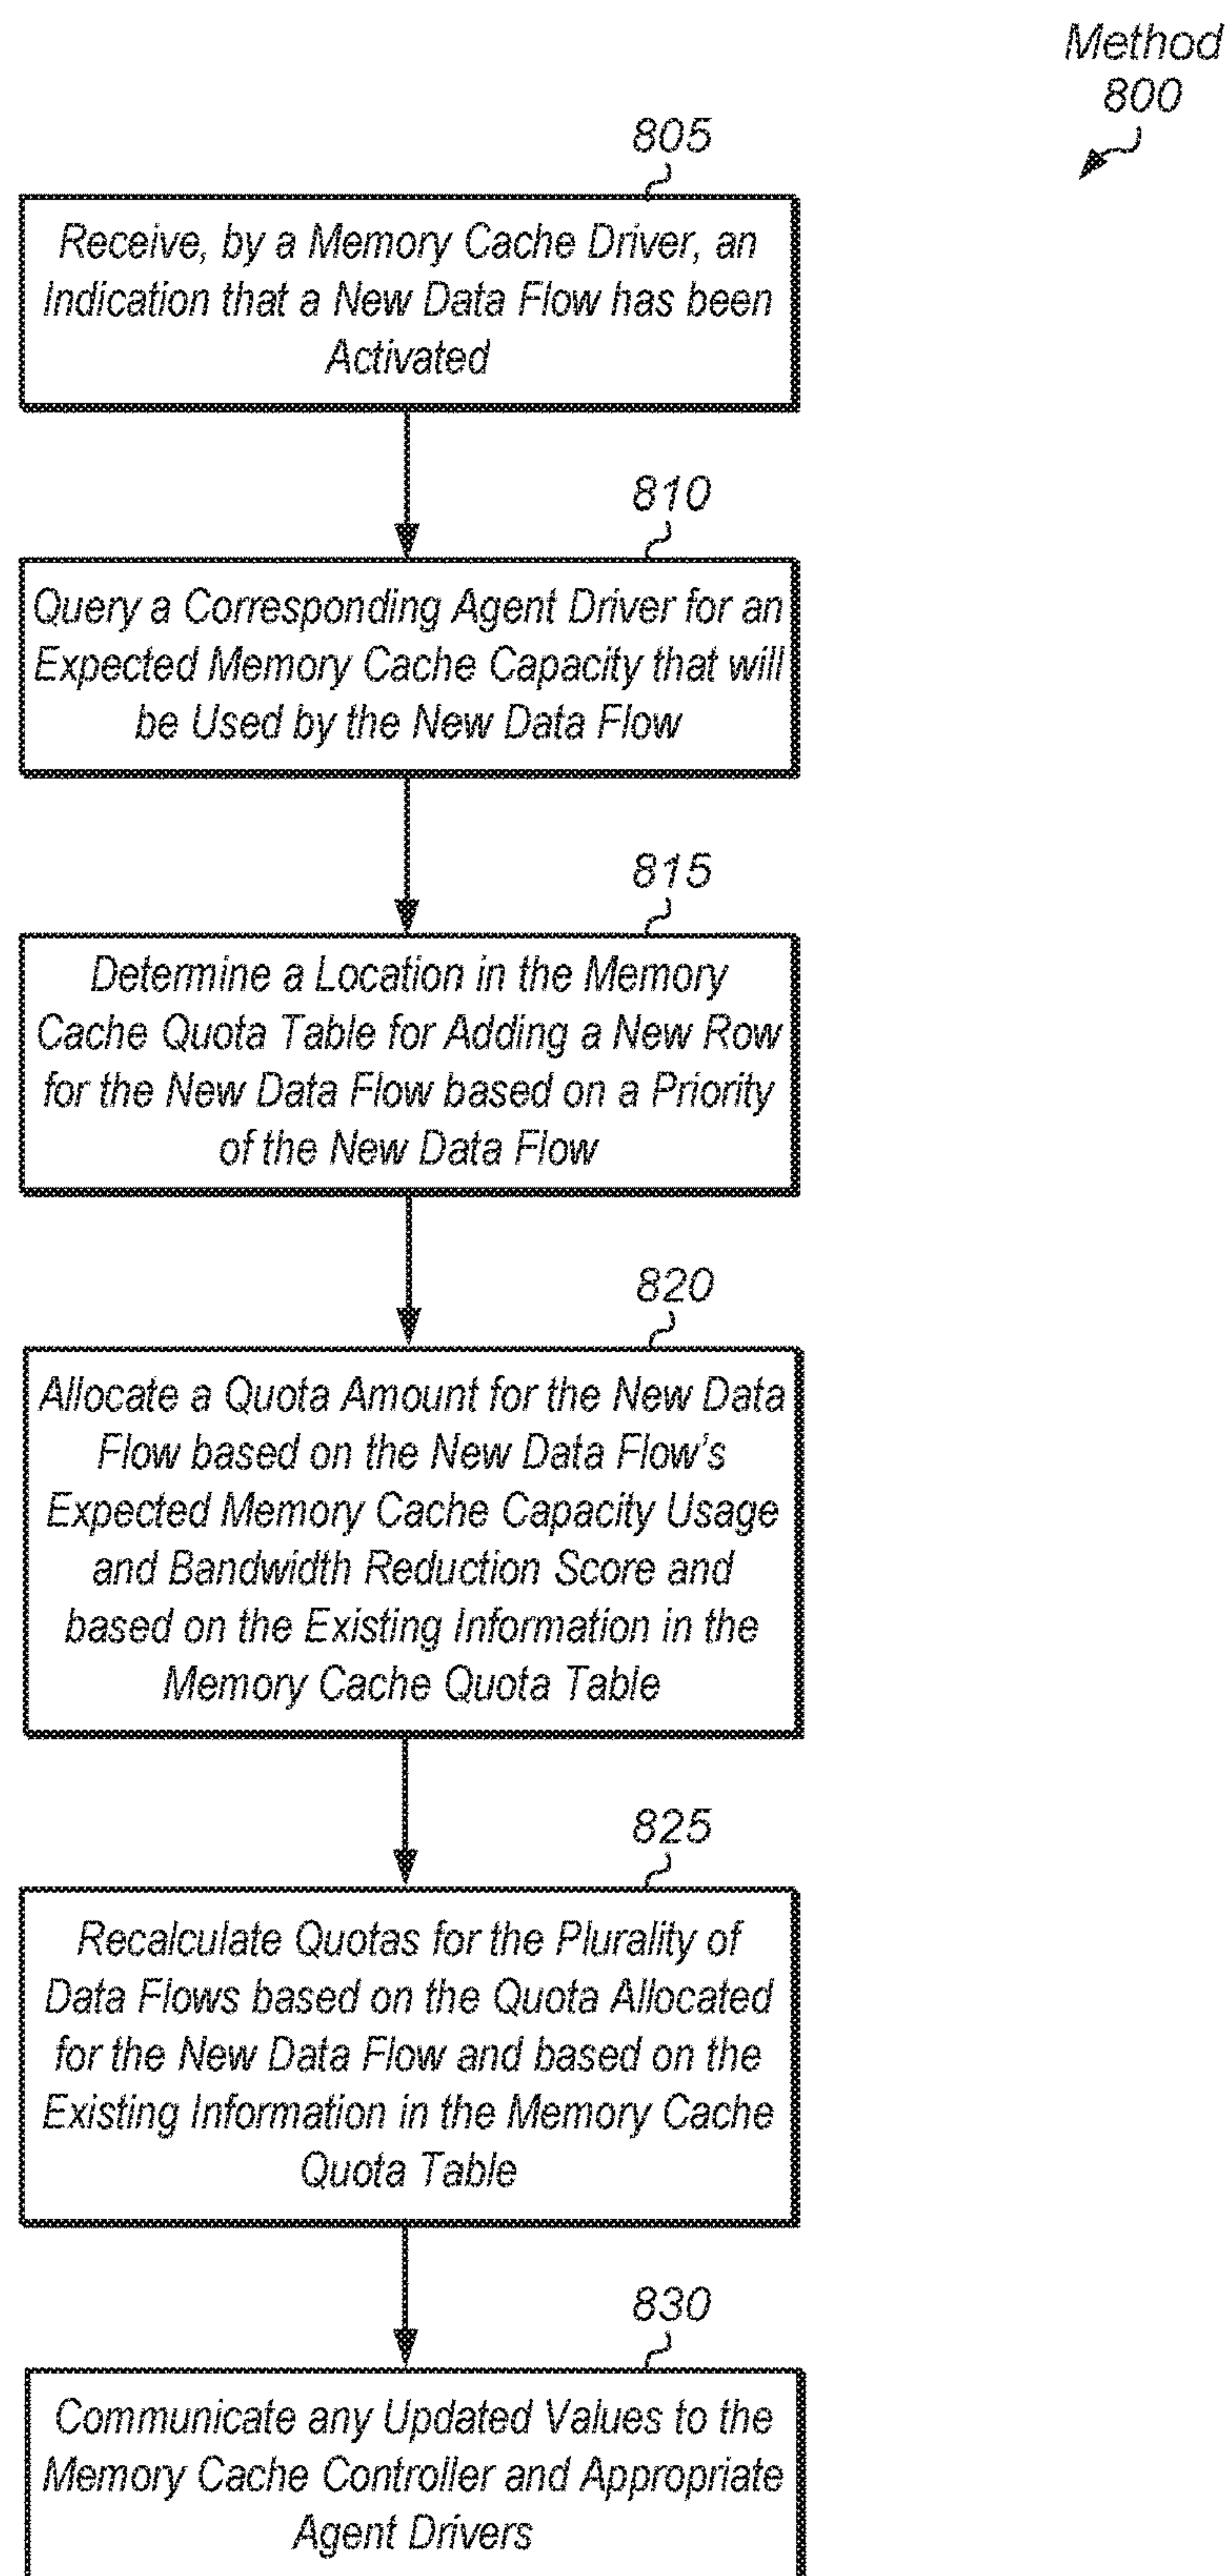 Method
800
805
Receive, by a Memory Cache Driver, an
Indication that a New Data Flow has been
Activated
810
Query a Corresponding Agent Driver for an
Expected Memory Cache Capacity that will
be Used by the New Data Flow
815
Determine a Location in the Memory
Cache Quota Table for Adding a New Row
for the New Data Flow based on a Priority
of the New Data Flow
820
Allocate a Quota Amount for the New Data
Flow based on the New Data Flow's
Expected Memory Cache Capacity Usage
and Bandwidth Reduction Score and
based on the Existing Information in the
Memory Cache Quota Table
825
Recalculate Quotas for the Plurality of
Data Flows based on the Quota Allocated
for the New Data Flow and based on the
Existing Information in the Memory Cache
Quota Table
830
Communicate any Updated Values to the
Memory Cache Controller and Appropriate
Agent Drivers